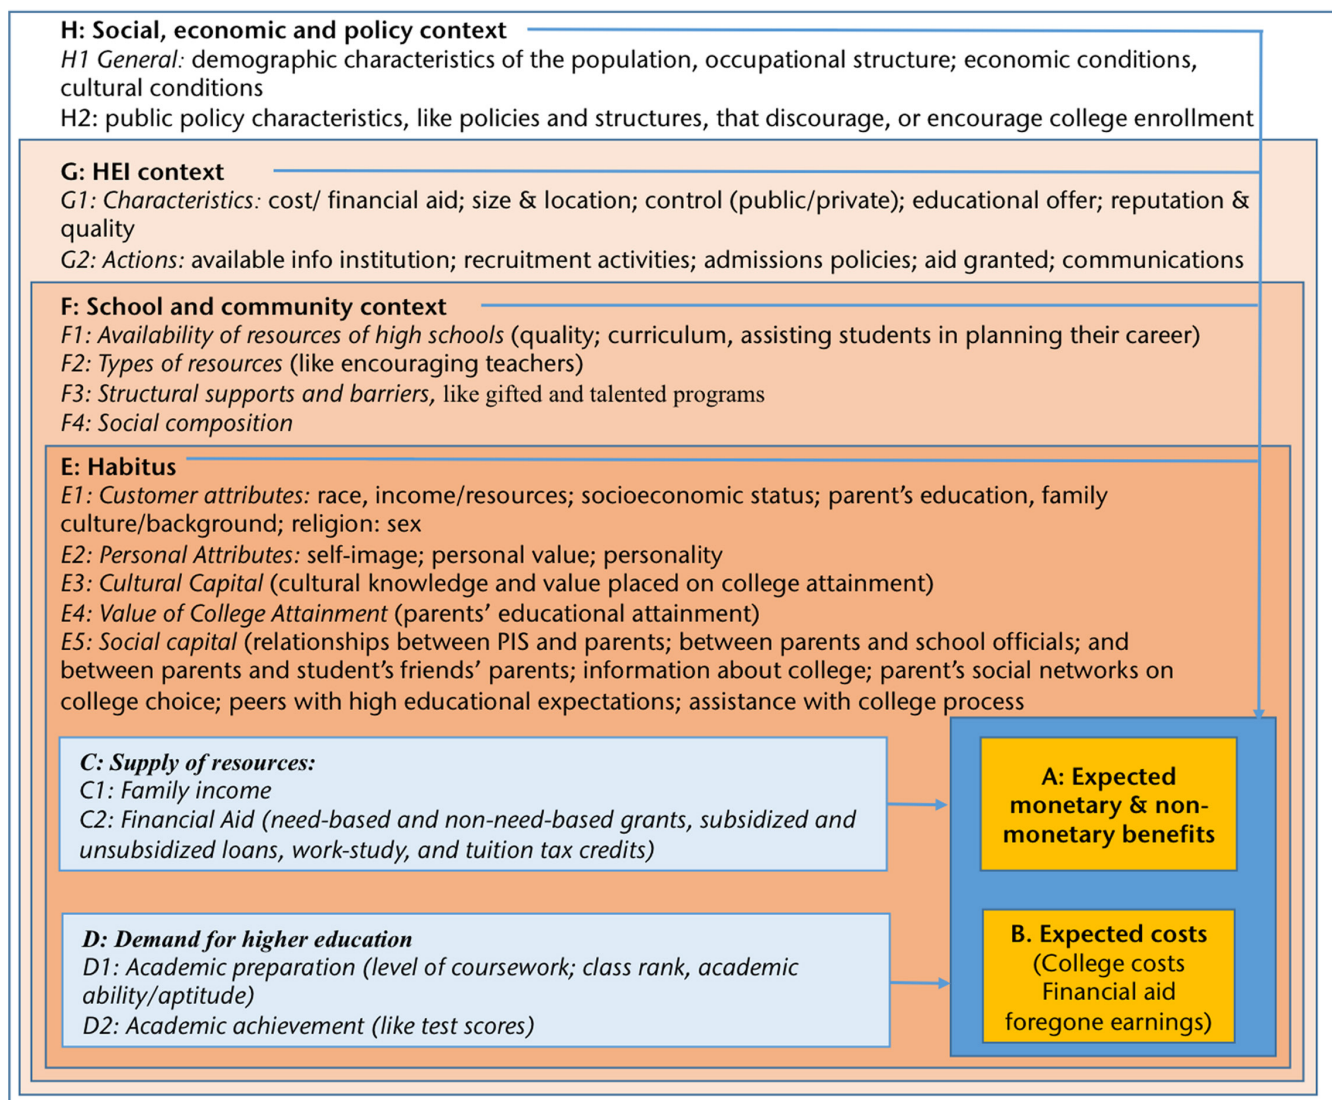 H: Social, economic and policy context
H1 General: demographic characteristics of the population, occupational structure; economic conditions,
cultural conditions
H2: public policy characteristics, like policies and structures, that discourage, or encourage college enrollment
G: HEI context
G1: Characteristics: cost/ financial aid; size & location; control (public/private); educational offer; reputation &
quality
G2: Actions: available info institution; recruitment activities; admissions policies; aid granted; communications
F: School and community context
F1: Availability of resources of high schools (quality; curriculum, assisting students in planning their career)
F2: Types of resources (like encouraging teachers)
F3: Structural supports and barriers, like gifted and talented programs
F4: Social composition
E: Habitus
E1: Customer attributes: race, income/resources; socioeconomic status; parent's education, family
culture/background; religion: sex
E2: Personal Attributes: self-image; personal value; personality
E3: Cultural Capital (cultural knowledge and value placed on college attainment)
E4: Value of College Attainment (parents' educational attainment)
E5: Social capital (relationships between PIS and parents; between parents and school officials; and
between parents and student's friends' parents; information about college; parent's social networks on
college choice; peers with high educational expectations; assistance with college process
C: Supply of resources:
C1: Family income
C2: Financial Aid (need-based and non-need-based grants, subsidized and
unsubsidized loans, work-study, and tuition tax credits)
A: Expected
monetary & non-
monetary benefits
D: Demand for higher education
D1: Academic preparation (level of coursework; class rank, academic
ability/aptitude)
D2: Academic achievement (like test scores)
B. Expected costs
(College costs
Financial aid
foregone earnings)